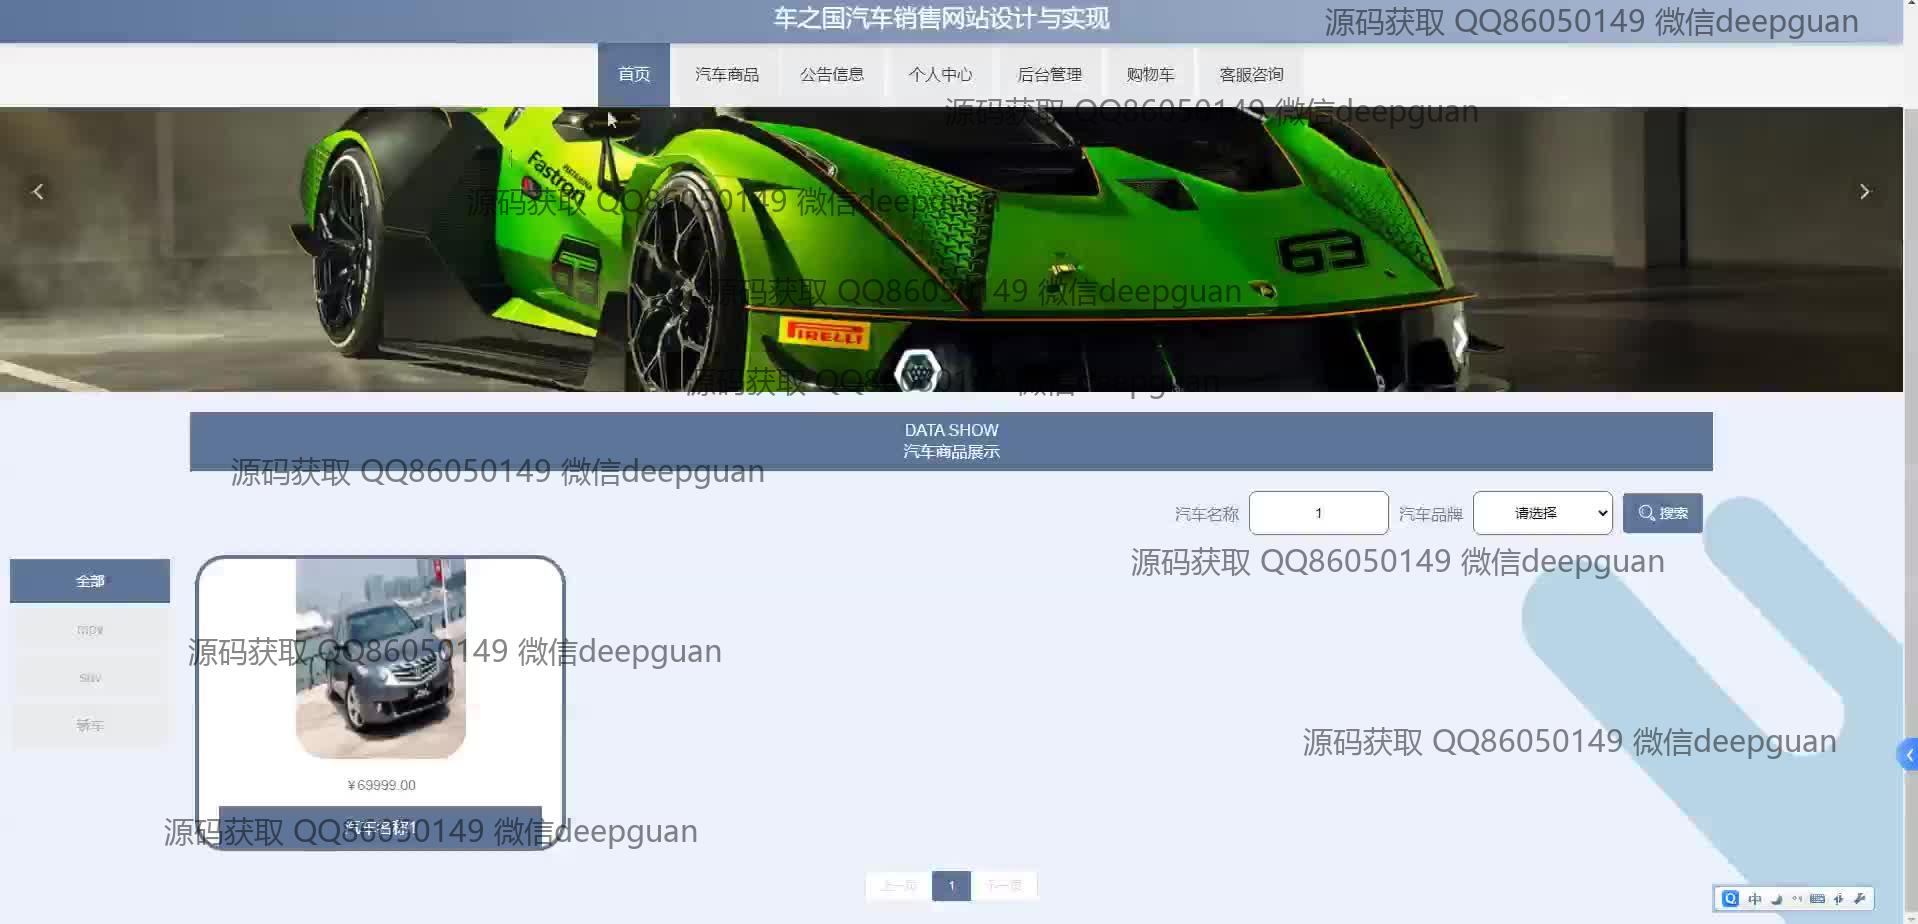 车之国汽车销售网站设计与实现
源码获取 QQ86050149 微信deepguan
首页 汽车商品 公告信息 个人中心 后台管理 购物车 客服咨询
源码获取 QQ86050149 微信deepguan
Fastron
源码获取 QQ86050149 微信deepguan
63
63
源码获取 QQ86050149 微信deepguan
PIRELLI
源码获取 QQ86050149 微信deepguan
DATA SHOW
汽车商品展示
源码获取 QQ86050149 微信deepguan
汽车名称 1 汽车品牌 请选择 搜索
源码获取 QQ86050149 微信deepguan
全部
mpv
suv
轿车
源码获取 QQ86050149 微信deepguan
源码获取 QQ86050149 微信deepguan
¥69999.00
汽车名称1
源码获取 QQ86050149 微信deepguan
上一页 1 下一页
中